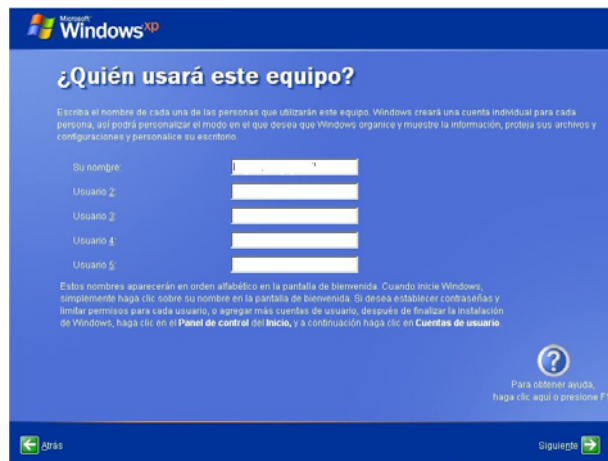 Microsoft
Windows xp
¿Quién usará este equipo?
Escriba el nombre de cada una de las personas que utilizarán este equipo. Windows creará una cuenta individual para cada
persona, así podrá personalizar el modo en el que desea que Windows organice y muestre la información, proteja sus archivos y
configuraciones y personalice su escritorio.
Su nombre:
Usuario 2:
Usuario 3:
Usuario 4:
Usuario 5:
Estos nombres aparecerán en orden alfabético en la pantalla de bienvenida. Cuando inicie Windows,
simplemente haga clic sobre su nombre en la pantalla de bienvenida. Si desea establecer contraseñas y
limitar permisos para cada usuario, o agregar más cuentas de usuario, después de finalizar la instalación
de Windows, haga clic en el Panel de control del Inicio, y a continuación haga clic en Cuentas de usuario.
Para obtener ayuda,
haga clic aquí o presione F1
Atrás
Siguiente